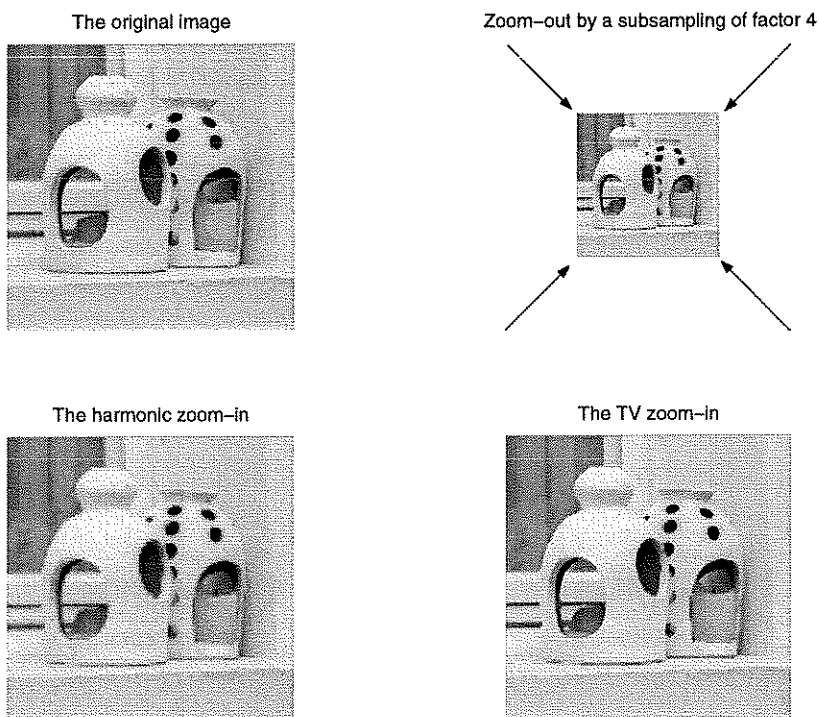 The original image
Zoom–out by a subsampling of factor 4
The harmonic zoom–in
The TV zoom–in